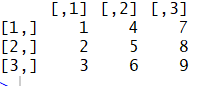 [,1] [,2] [,3]
[1,] 1 4 7
[2,] 2 5 8
[3,] 3 6 9
>